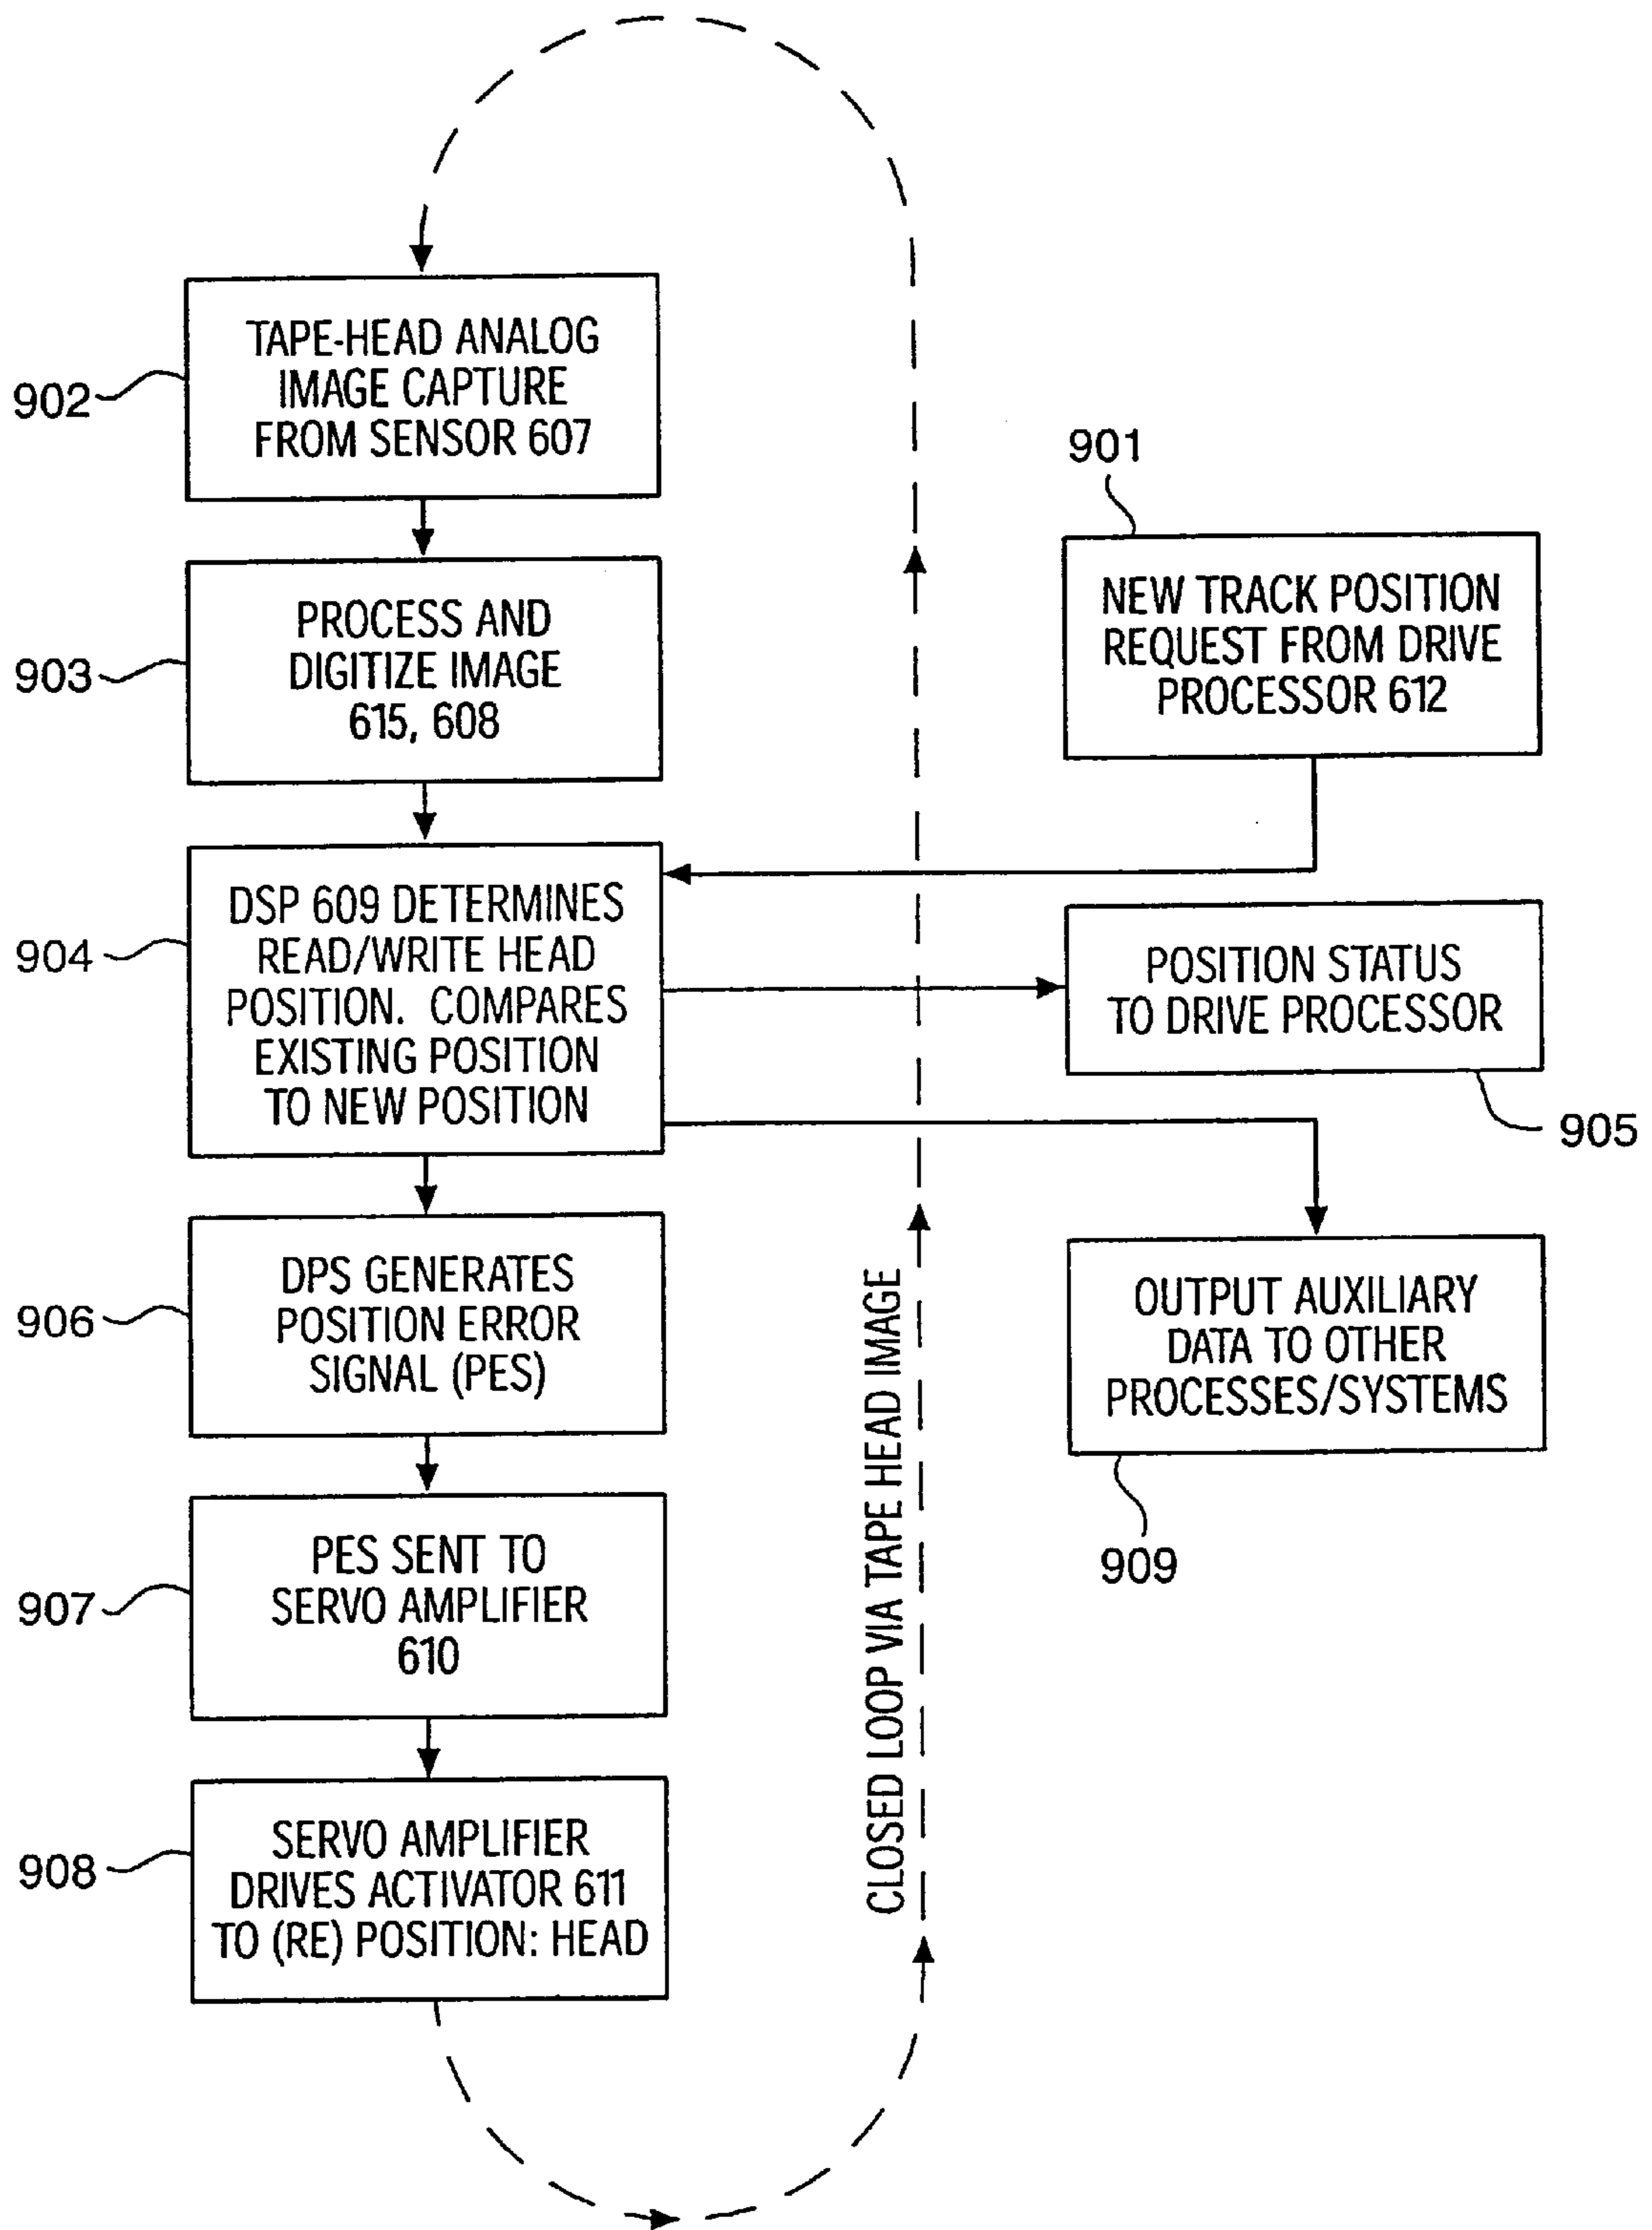 902
TAPE-HEAD ANALOG
IMAGE CAPTURE
FROM SENSOR 607
903
PROCESS AND
DIGITIZE IMAGE
615, 608
901
NEW TRACK POSITION
REQUEST FROM DRIVE
PROCESSOR 612
904
DSP 609 DETERMINES
READ/WRITE HEAD
POSITION. COMPARES
EXISTING POSITION
TO NEW POSITION
POSITION STATUS
TO DRIVE PROCESSOR
905
906
DPS GENERATES
POSITION ERROR
SIGNAL (PES)
OUTPUT AUXILIARY
DATA TO OTHER
PROCESSES/SYSTEMS
909
907
PES SENT TO
SERVO AMPLIFIER
610
908
SERVO AMPLIFIER
DRIVES ACTIVATOR 611
TO (RE) POSITION: HEAD
CLOSED LOOP VIA TAPE HEAD IMAGE